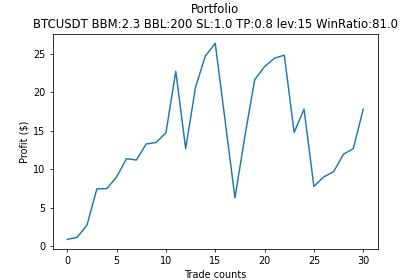 Portfolio
BTCUSDT BBM:2.3 BBL:200 SL:1.0 TP:0.8 lev:15 WinRatio:81.0
25
20
15
10
5
0
Profit ($)
0 5 10 15 20 25 30
Trade counts